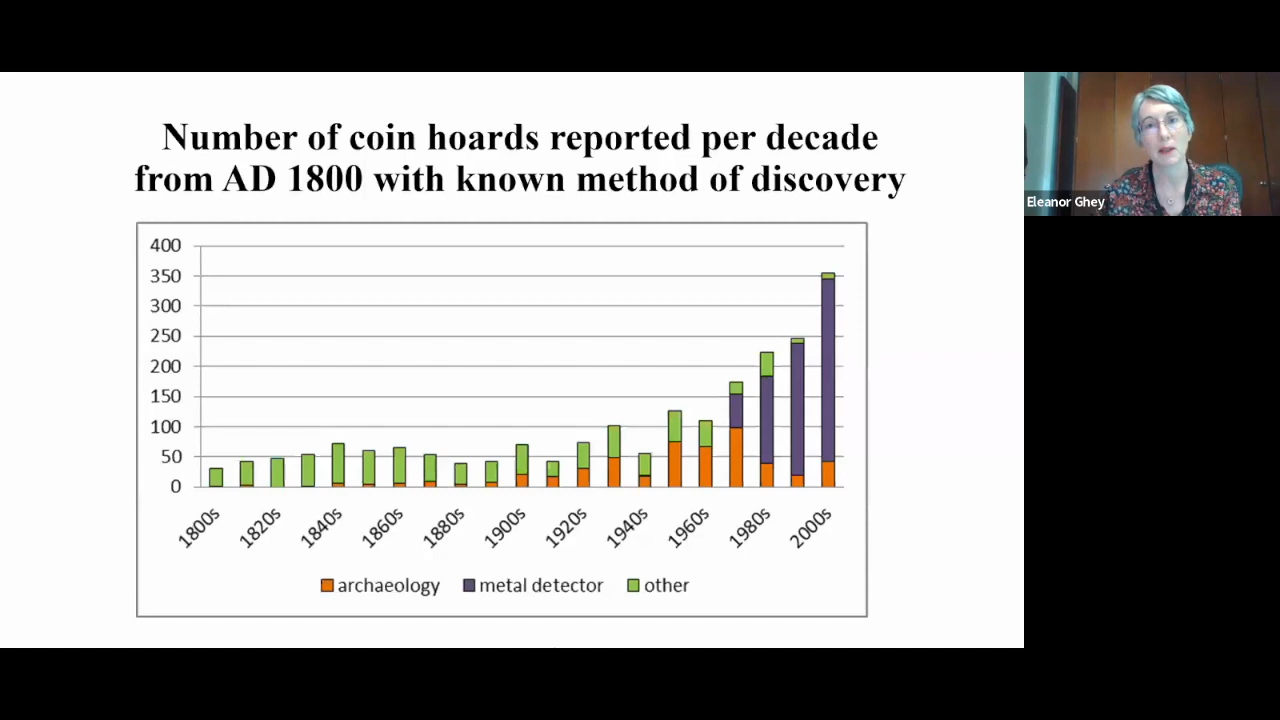 Number of coin hoards reported per decade
from AD 1800 with known method of discovery
Eleanor Ghey
400
350
300
250
200
150
100
50
0
1800s
1820s
1840s
1860s
1880s
1900s
1920s
1940s
1960s
1980s
2000s
archaeology
metal detector
other